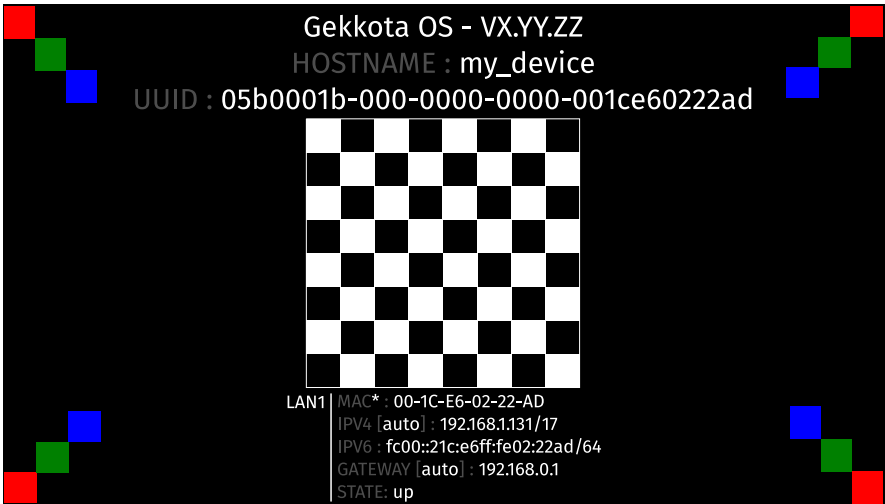 Gekkota OS - VX.YY.ZZ
HOSTNAME : my_device
UUID : 05b0001b-000-0000-0000-001ce60222ad
LAN1
MAC* : 00-1C-E6-02-22-AD
IPV4 [auto] : 192.168.1.131/17
IPV6 : fc00::21c:e6ff:fe02:22ad/64
GATEWAY [auto] : 192.168.0.1
STATE: up